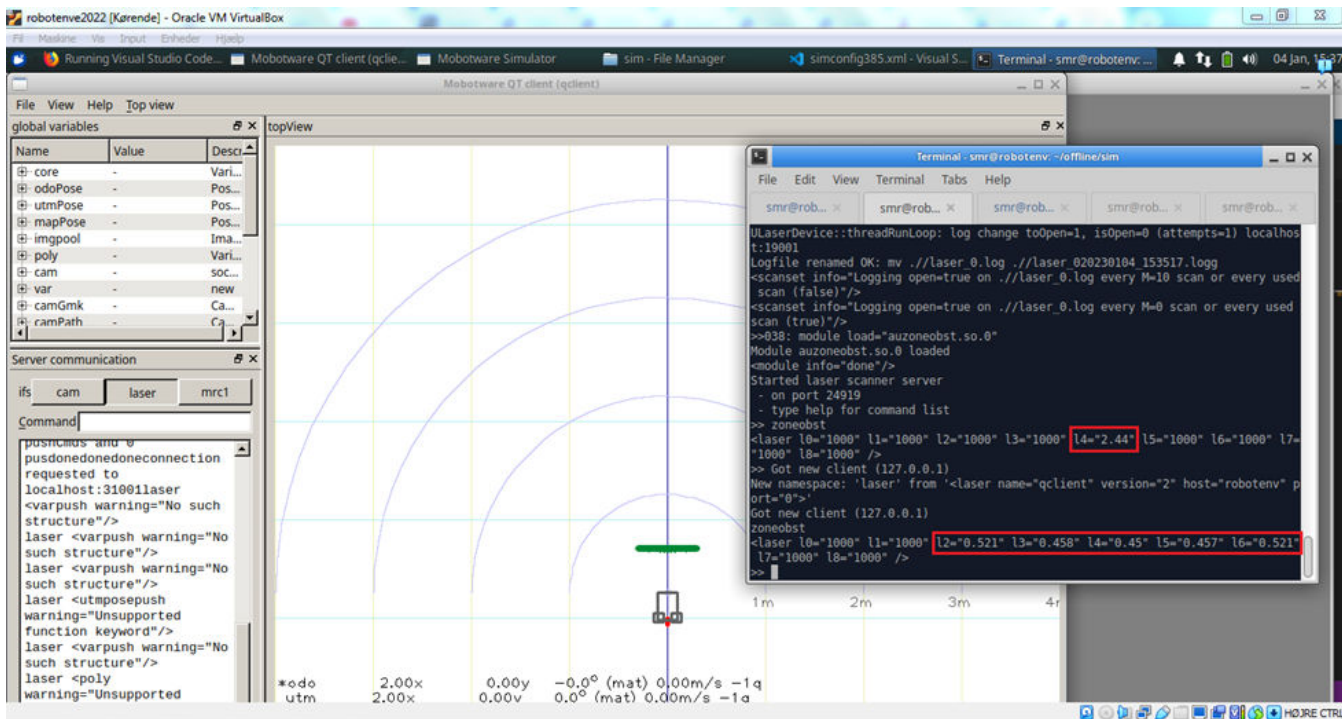 robotenve2022 [Kørende] - Oracle VM VirtualBox
Fil Maskine Vis Input Enheder Hjælp
Running Visual Studio Code... Mobotware QT client (qclie... Mobotware Simulator sim - File Manager simconfig385.xml - Visual S... Terminal - smr@robotenv: ... 04 Jan, 15:37
Mobotware QT client (qclient)
File View Help Top view
global variables
Name Value Descr
core - Vari...
odoPose - Pos...
utmPose - Pos...
mapPose - Pos...
imgpool - Ima...
poly - Vari...
cam - soc...
var - new
camGmk - Ca...
camPath - Ca...
Server communication
ifs cam laser mrc1
Command
pushCmds and 0
pusdonedonedoneconnection
requested to
localhost:31001laser
<varpush warning="No such
structure"/>
laser <varpush warning="No
such structure"/>
laser <varpush warning="No
such structure"/>
laser <utmposepush
warning="Unsupported
function keyword"/>
laser <varpush warning="No
such structure"/>
laser <poly
warning="Unsupported
topView
1m 2m 3m 4m
*odo 2.00x 0.00y −0.0° (mat) 0.00m/s −1q
utm 2.00x 0.00y 0.0° (mat) 0.00m/s −1q
Terminal - smr@robotenv: ~/offline/sim
File Edit View Terminal Tabs Help
smr@rob... smr@rob... smr@rob... smr@rob... smr@rob...
ULaserDevice::threadRunLoop: log change toOpen=1, isOpen=0 (attempts=1) localhos
t:19001
Logfile renamed OK: mv .//laser_0.log .//laser_020230104_153517.logg
<scanset info="Logging open=true on .//laser_0.log every M=10 scan or every used
scan (false)"/>
<scanset info="Logging open=true on .//laser_0.log every M=0 scan or every used
scan (true)"/>
>>038: module load="auzoneobst.so.0"
Module auzoneobst.so.0 loaded
<module info="done"/>
Started laser scanner server
- on port 24919
- type help for command list
>> zoneobst
<laser l0="1000" l1="1000" l2="1000" l3="1000" l4="2.44" l5="1000" l6="1000" l7=
"1000" l8="1000" />
>> Got new client (127.0.0.1)
New namespace: 'laser' from '<laser name="qclient" version="2" host="robotenv" p
ort="0">'
Got new client (127.0.0.1)
zoneobst
<laser l0="1000" l1="1000" l2="0.521" l3="0.458" l4="0.45" l5="0.457" l6="0.521"
l7="1000" l8="1000" />
>>
HØJRE CTRL